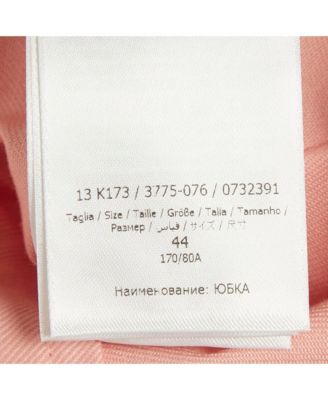 13 K173 / 3775-076 / 0732391
Taglia / Size / Taille / Größe / Talla / Tamanho /
Размер / قياس / サイズ / 尺寸
44
170/80A
Наименование: ЮБКА